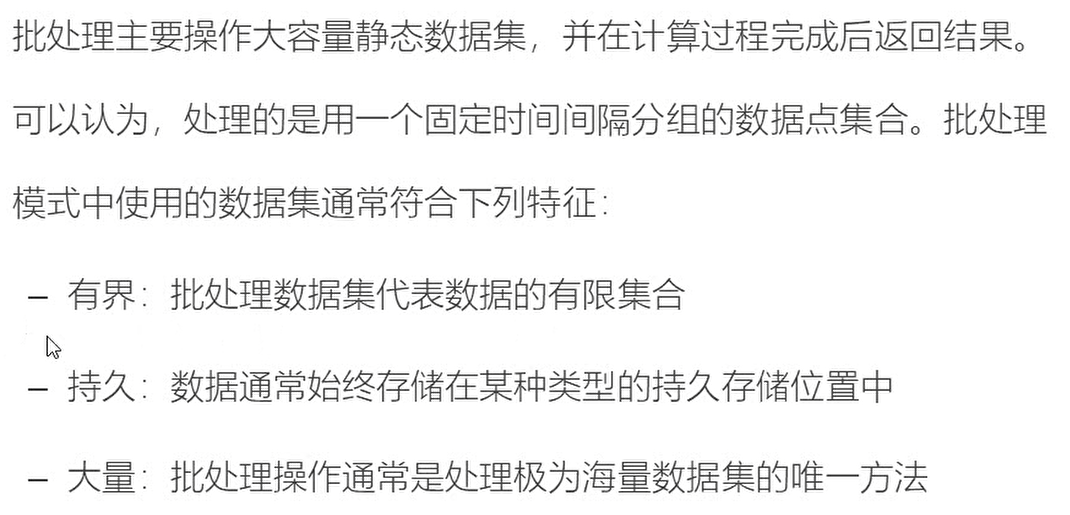 批处理主要操作大容量静态数据集，并在计算过程完成后返回结果。
可以认为，处理的是用一个固定时间间隔分组的数据点集合。批处理
模式中使用的数据集通常符合下列特征：
– 有界：批处理数据集代表数据的有限集合
– 持久：数据通常始终存储在某种类型的持久存储位置中
– 大量：批处理操作通常是处理极为海量数据集的唯一方法